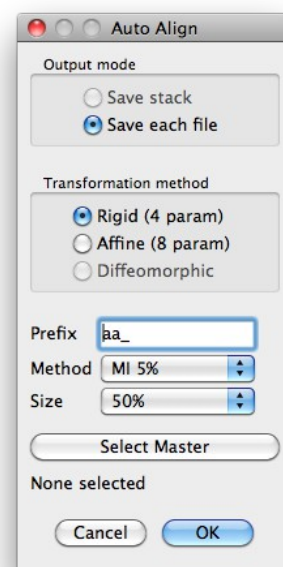 Auto Align
Output mode
Save stack
Save each file
Transformation method
Rigid (4 param)
Affine (8 param)
Diffeomorphic
Prefix aa_
Method MI 5%
Size 50%
Select Master
None selected
Cancel OK